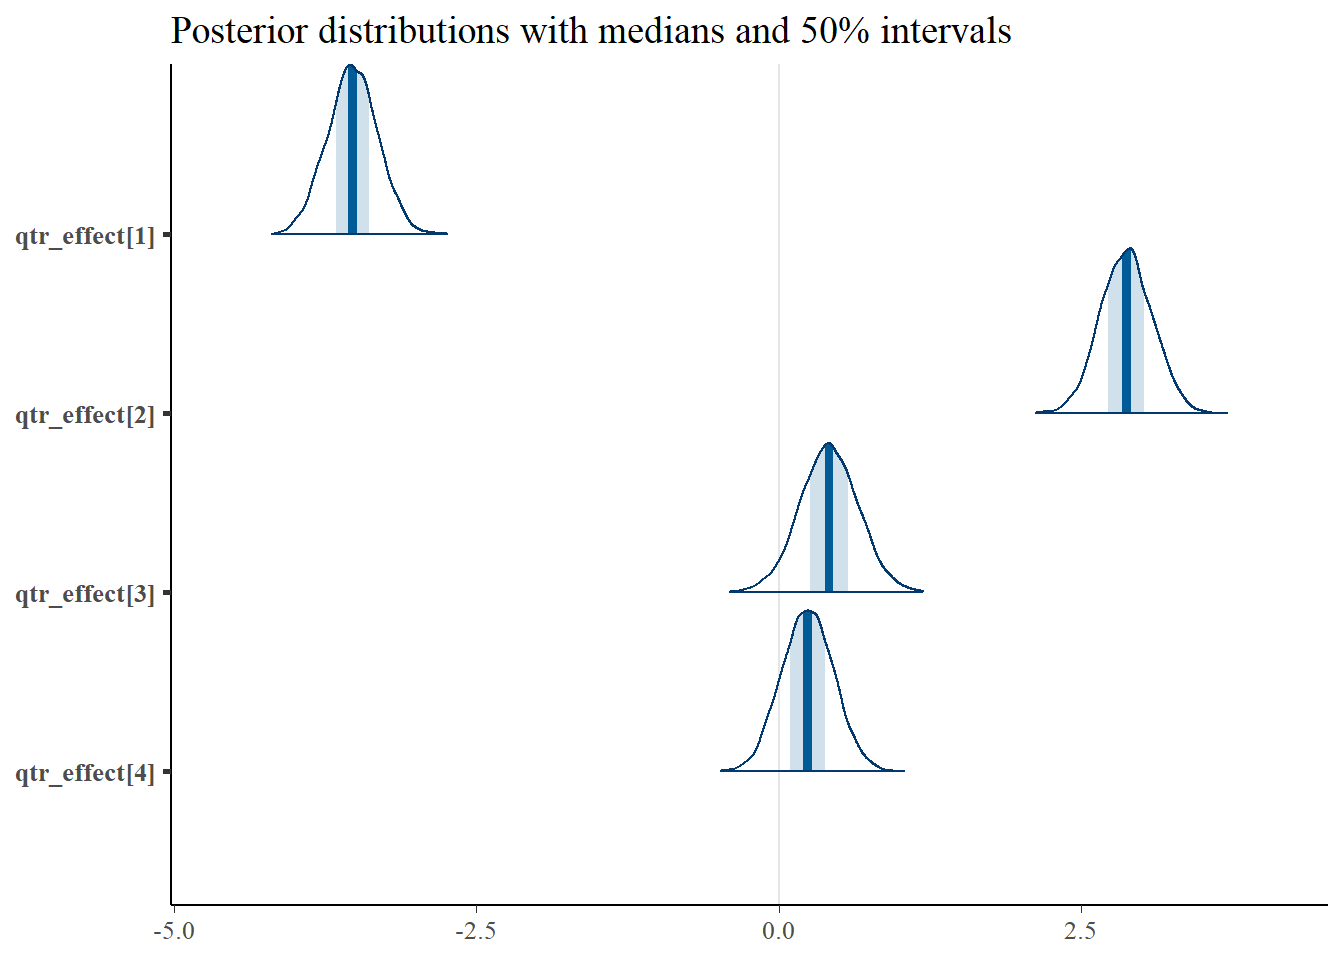 Posterior distributions with medians and 50% intervals
qtr_effect[1]
qtr_effect[2]
qtr_effect[3]
qtr_effect[4]
-5.0 -2.5 0.0 2.5